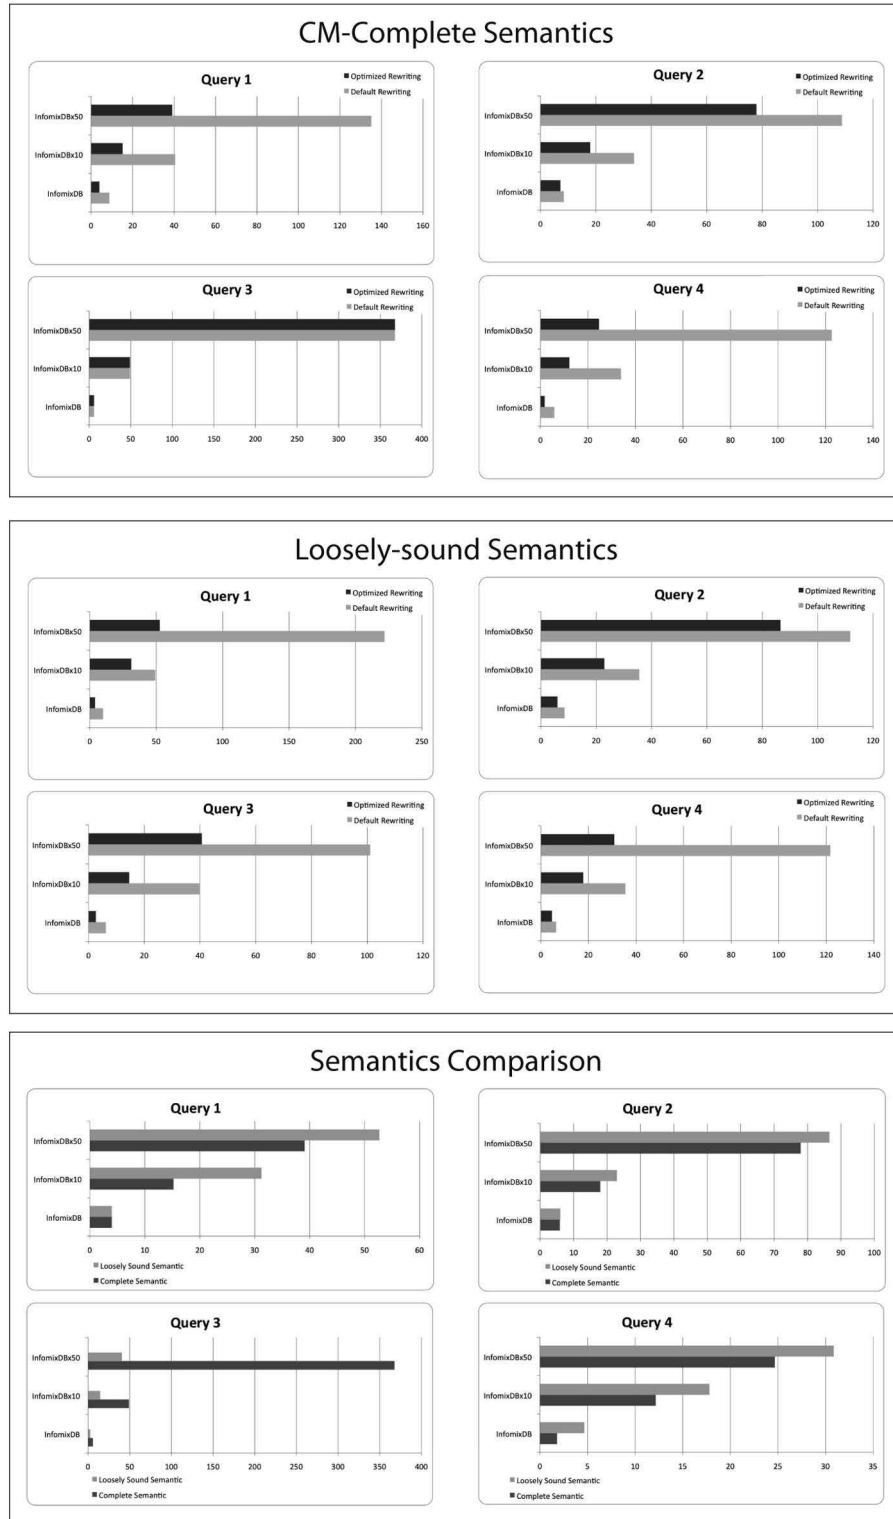 CM-Complete Semantics
Query 1
Optimized Rewriting
Default Rewriting
InfomixDBx50
InfomixDBx10
InfomixDB
0 20 40 60 80 100 120 140 160
Query 2
Optimized Rewriting
Default Rewriting
InfomixDBx50
InfomixDBx10
InfomixDB
0 20 40 60 80 100 120
Query 3
Optimized Rewriting
Default Rewriting
InfomixDBx50
InfomixDBx10
InfomixDB
0 50 100 150 200 250 300 350 400
Query 4
Optimized Rewriting
Default Rewriting
InfomixDBx50
InfomixDBx10
InfomixDB
0 20 40 60 80 100 120 140
Loosely-sound Semantics
Query 1
Optimized Rewriting
Default Rewriting
InfomixDBx50
InfomixDBx10
InfomixDB
0 50 100 150 200 250
Query 2
Optimized Rewriting
Default Rewriting
InfomixDBx50
InfomixDBx10
InfomixDB
0 20 40 60 80 100 120
Query 3
Optimized Rewriting
Default Rewriting
InfomixDBx50
InfomixDBx10
InfomixDB
0 20 40 60 80 100 120
Query 4
Optimized Rewriting
Default Rewriting
InfomixDBx50
InfomixDBx10
InfomixDB
0 20 40 60 80 100 120 140
Semantics Comparison
Query 1
InfomixDBx50
InfomixDBx10
InfomixDB
0 10 20 30 40 50 60
Loosely Sound Semantic
Complete Semantic
Query 2
InfomixDBx50
InfomixDBx10
InfomixDB
0 10 20 30 40 50 60 70 80 90 100
Loosely Sound Semantic
Complete Semantic
Query 3
InfomixDBx50
InfomixDBx10
InfomixDB
0 50 100 150 200 250 300 350 400
Loosely Sound Semantic
Complete Semantic
Query 4
InfomixDBx50
InfomixDBx10
InfomixDB
0 5 10 15 20 25 30 35
Loosely Sound Semantic
Complete Semantic